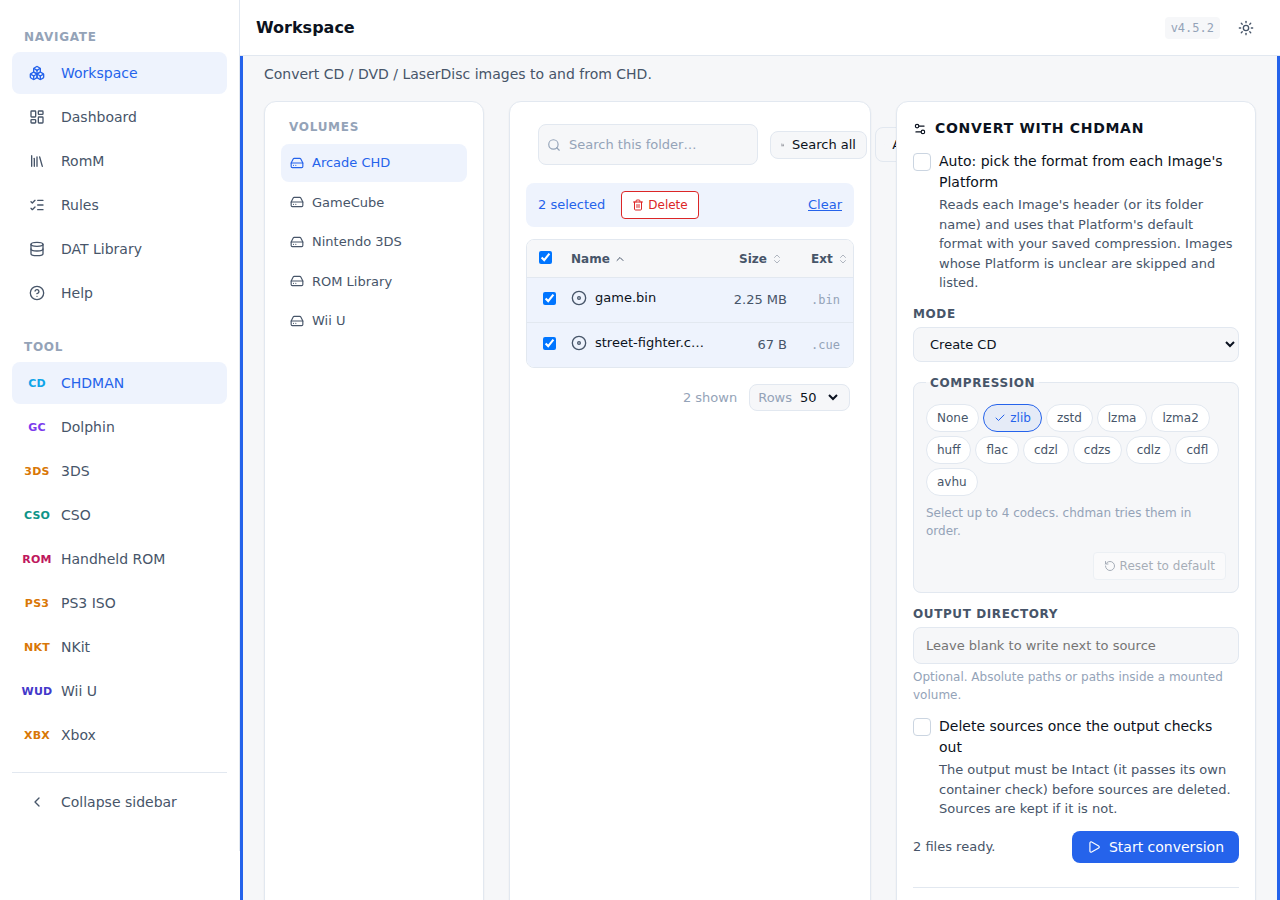 NAVIGATE
Workspace
Dashboard
RomM
Rules
DAT Library
Help
TOOL
CD CHDMAN
GC Dolphin
3DS 3DS
CSO CSO
ROM Handheld ROM
PS3 PS3 ISO
NKT NKit
WUD Wii U
XBX Xbox
Collapse sidebar
Workspace
v4.5.2
Convert CD / DVD / LaserDisc images to and from CHD.
VOLUMES
Arcade CHD
GameCube
Nintendo 3DS
ROM Library
Wii U
Search this folder…
Search all
2 selected
Delete
Clear
Name Size Ext
game.bin 2.25 MB .bin
street-fighter.c… 67 B .cue
2 shown Rows 50
CONVERT WITH CHDMAN
Auto: pick the format from each Image's
Platform
Reads each Image's header (or its folder
name) and uses that Platform's default
format with your saved compression. Images
whose Platform is unclear are skipped and
listed.
MODE
Create CD
COMPRESSION
None zlib zstd lzma lzma2
huff flac cdzl cdzs cdlz cdfl
avhu
Select up to 4 codecs. chdman tries them in
order.
Reset to default
OUTPUT DIRECTORY
Leave blank to write next to source
Optional. Absolute paths or paths inside a mounted
volume.
Delete sources once the output checks
out
The output must be Intact (it passes its own
container check) before sources are deleted.
Sources are kept if it is not.
2 files ready.
Start conversion